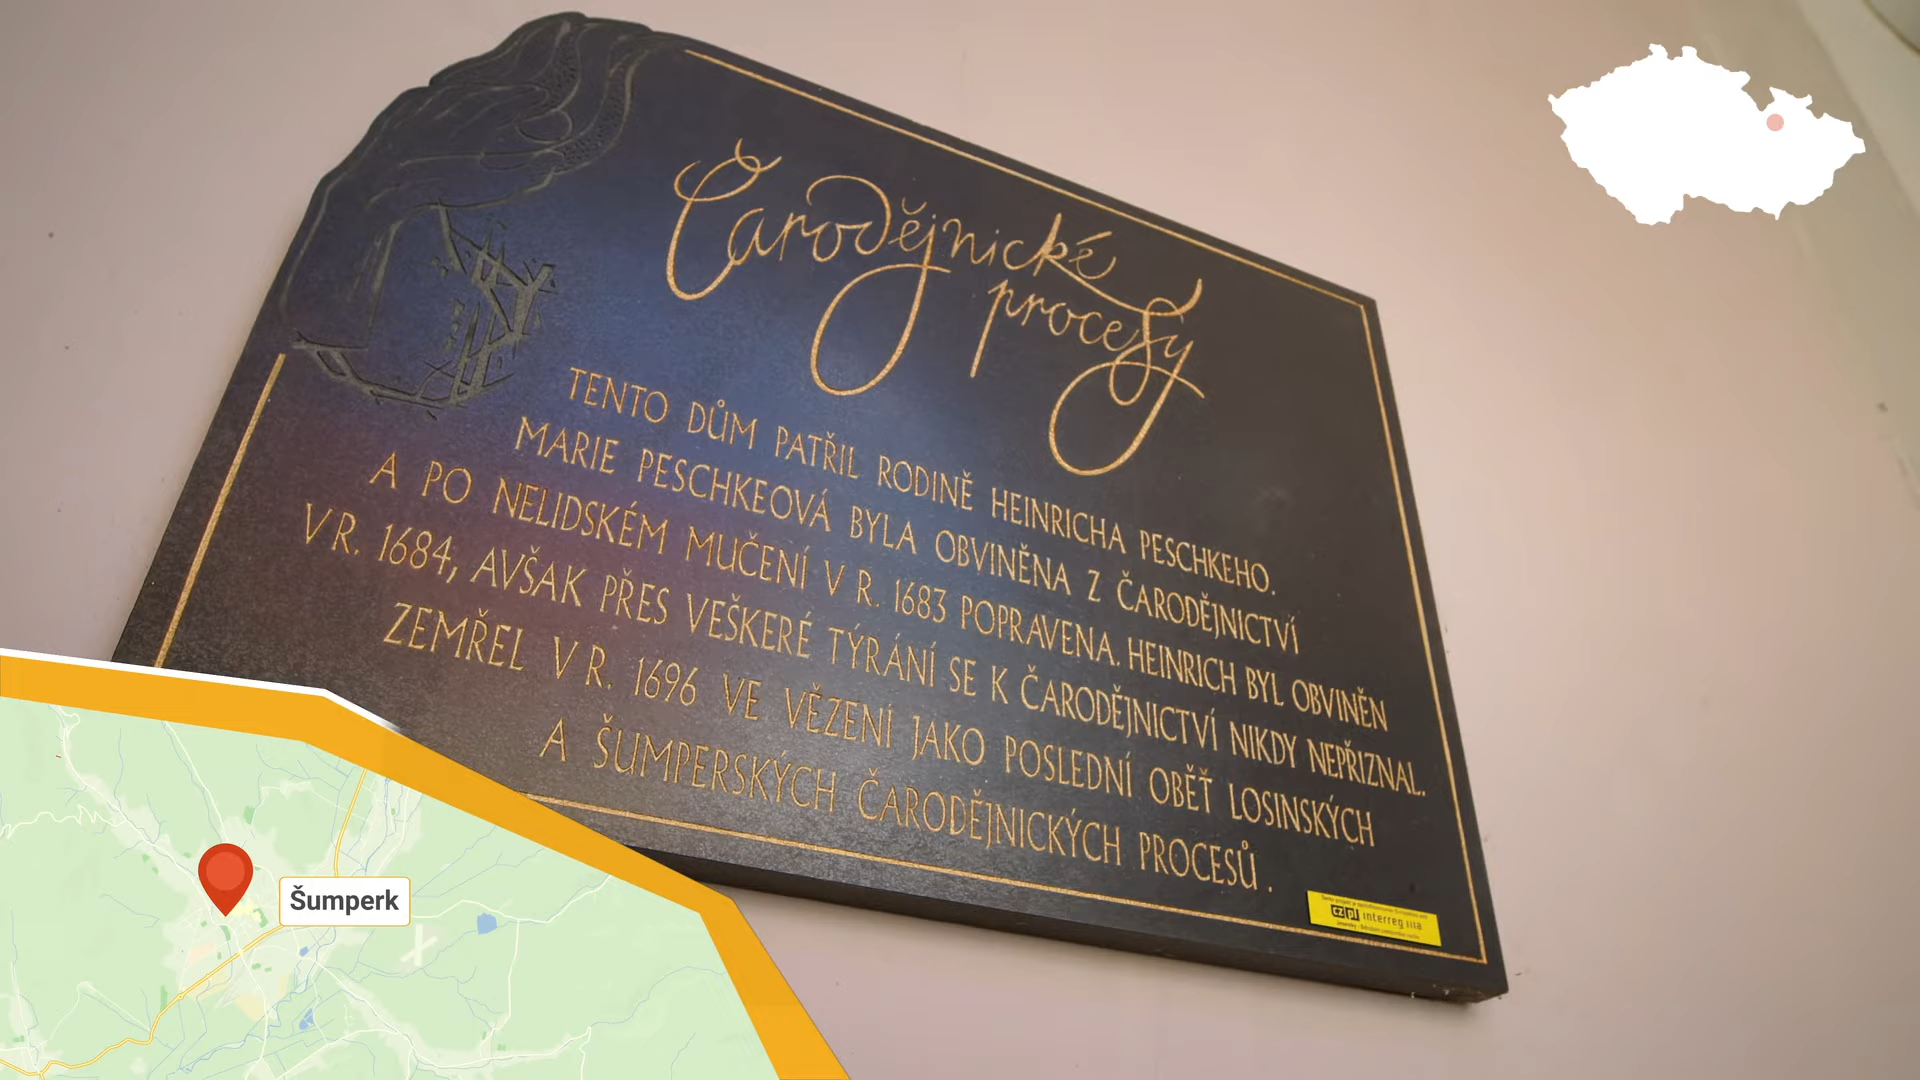 Čarodějnické
procesy
TENTO DŮM PATŘIL RODINĚ HEINRICHA PESCHKEHO.
MARIE PESCHKEOVÁ BYLA OBVINĚNA Z ČARODĚJNICTVÍ
A PO NELIDSKÉM MUČENÍ V R. 1683 POPRAVENA. HEINRICH BYL OBVINĚN
V R. 1684, AVŠAK PŘES VEŠKERÉ TÝRÁNÍ SE K ČARODĚJNICTVÍ NIKDY NEPŘIZNAL.
ZEMŘEL V R. 1696 VE VĚZENÍ JAKO POSLEDNÍ OBĚŤ LOSINSKÝCH
A ŠUMPERSKÝCH ČARODĚJNICKÝCH PROCESŮ.
cz pl interreg IIIa
Šumperk